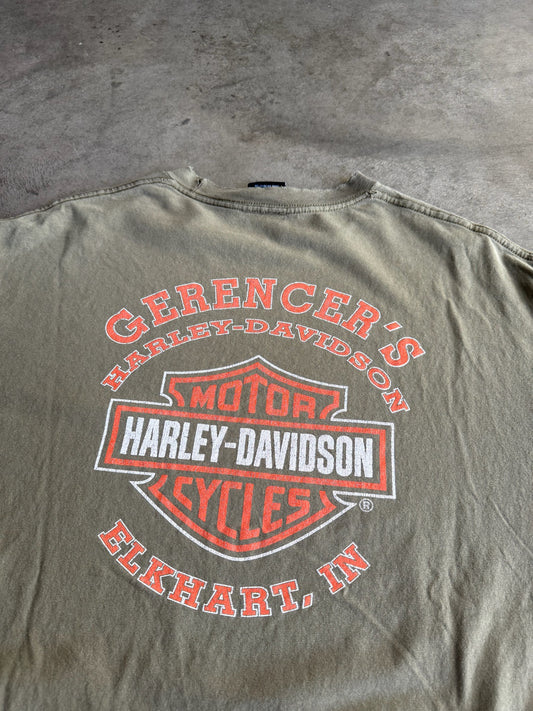 GERENCER'S
HARLEY-DAVIDSON
MOTOR
HARLEY-DAVIDSON
CYCLES
®
ELKHART, IN